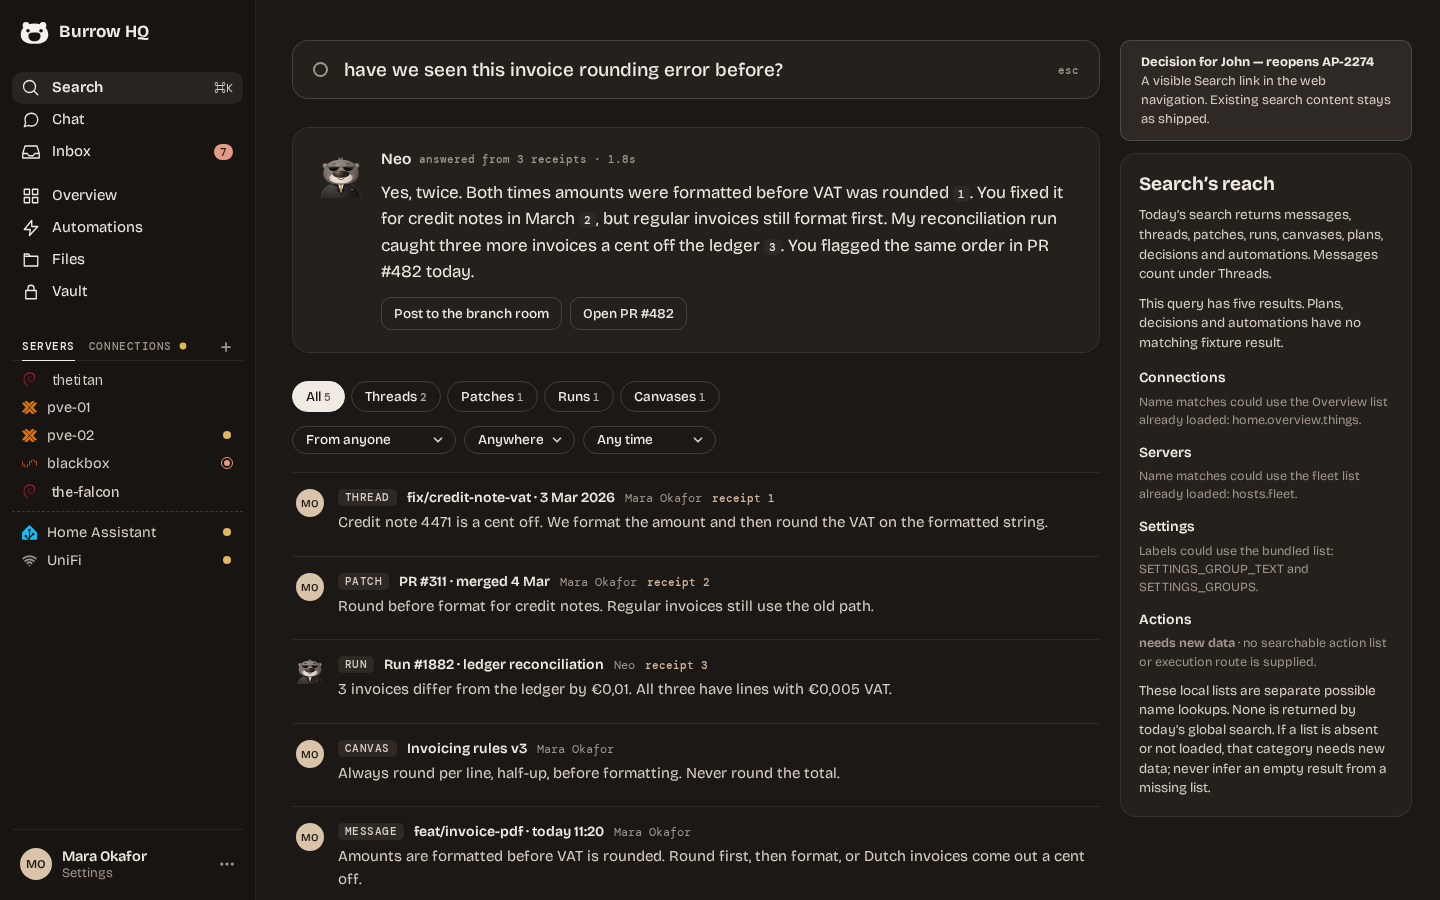 Burrow HQ
Search ⌘K
Chat
Inbox 7
Overview
Automations
Files
Vault
SERVERS CONNECTIONS +
thetitan
pve-01
pve-02
blackbox
the-falcon
Home Assistant
UniFi
MO Mara Okafor
Settings
have we seen this invoice rounding error before? esc
Neo answered from 3 receipts · 1.8s
Yes, twice. Both times amounts were formatted before VAT was rounded 1. You fixed it
for credit notes in March 2, but regular invoices still format first. My reconciliation run
caught three more invoices a cent off the ledger 3. You flagged the same order in PR
#482 today.
Post to the branch room Open PR #482
All 5 Threads 2 Patches 1 Runs 1 Canvases 1
From anyone Anywhere Any time
MO THREAD fix/credit-note-vat · 3 Mar 2026 Mara Okafor receipt 1
Credit note 4471 is a cent off. We format the amount and then round the VAT on the formatted string.
MO PATCH PR #311 · merged 4 Mar Mara Okafor receipt 2
Round before format for credit notes. Regular invoices still use the old path.
RUN Run #1882 · ledger reconciliation Neo receipt 3
3 invoices differ from the ledger by €0,01. All three have lines with €0,005 VAT.
MO CANVAS Invoicing rules v3 Mara Okafor
Always round per line, half-up, before formatting. Never round the total.
MO MESSAGE feat/invoice-pdf · today 11:20 Mara Okafor
Amounts are formatted before VAT is rounded. Round first, then format, or Dutch invoices come out a cent
off.
Decision for John — reopens AP-2274
A visible Search link in the web
navigation. Existing search content stays
as shipped.
Search's reach
Today's search returns messages,
threads, patches, runs, canvases, plans,
decisions and automations. Messages
count under Threads.
This query has five results. Plans,
decisions and automations have no
matching fixture result.
Connections
Name matches could use the Overview list
already loaded: home.overview.things.
Servers
Name matches could use the fleet list
already loaded: hosts.fleet.
Settings
Labels could use the bundled list:
SETTINGS_GROUP_TEXT and
SETTINGS_GROUPS.
Actions
needs new data · no searchable action list
or execution route is supplied.
These local lists are separate possible
name lookups. None is returned by
today's global search. If a list is absent
or not loaded, that category needs new
data; never infer an empty result from a
missing list.